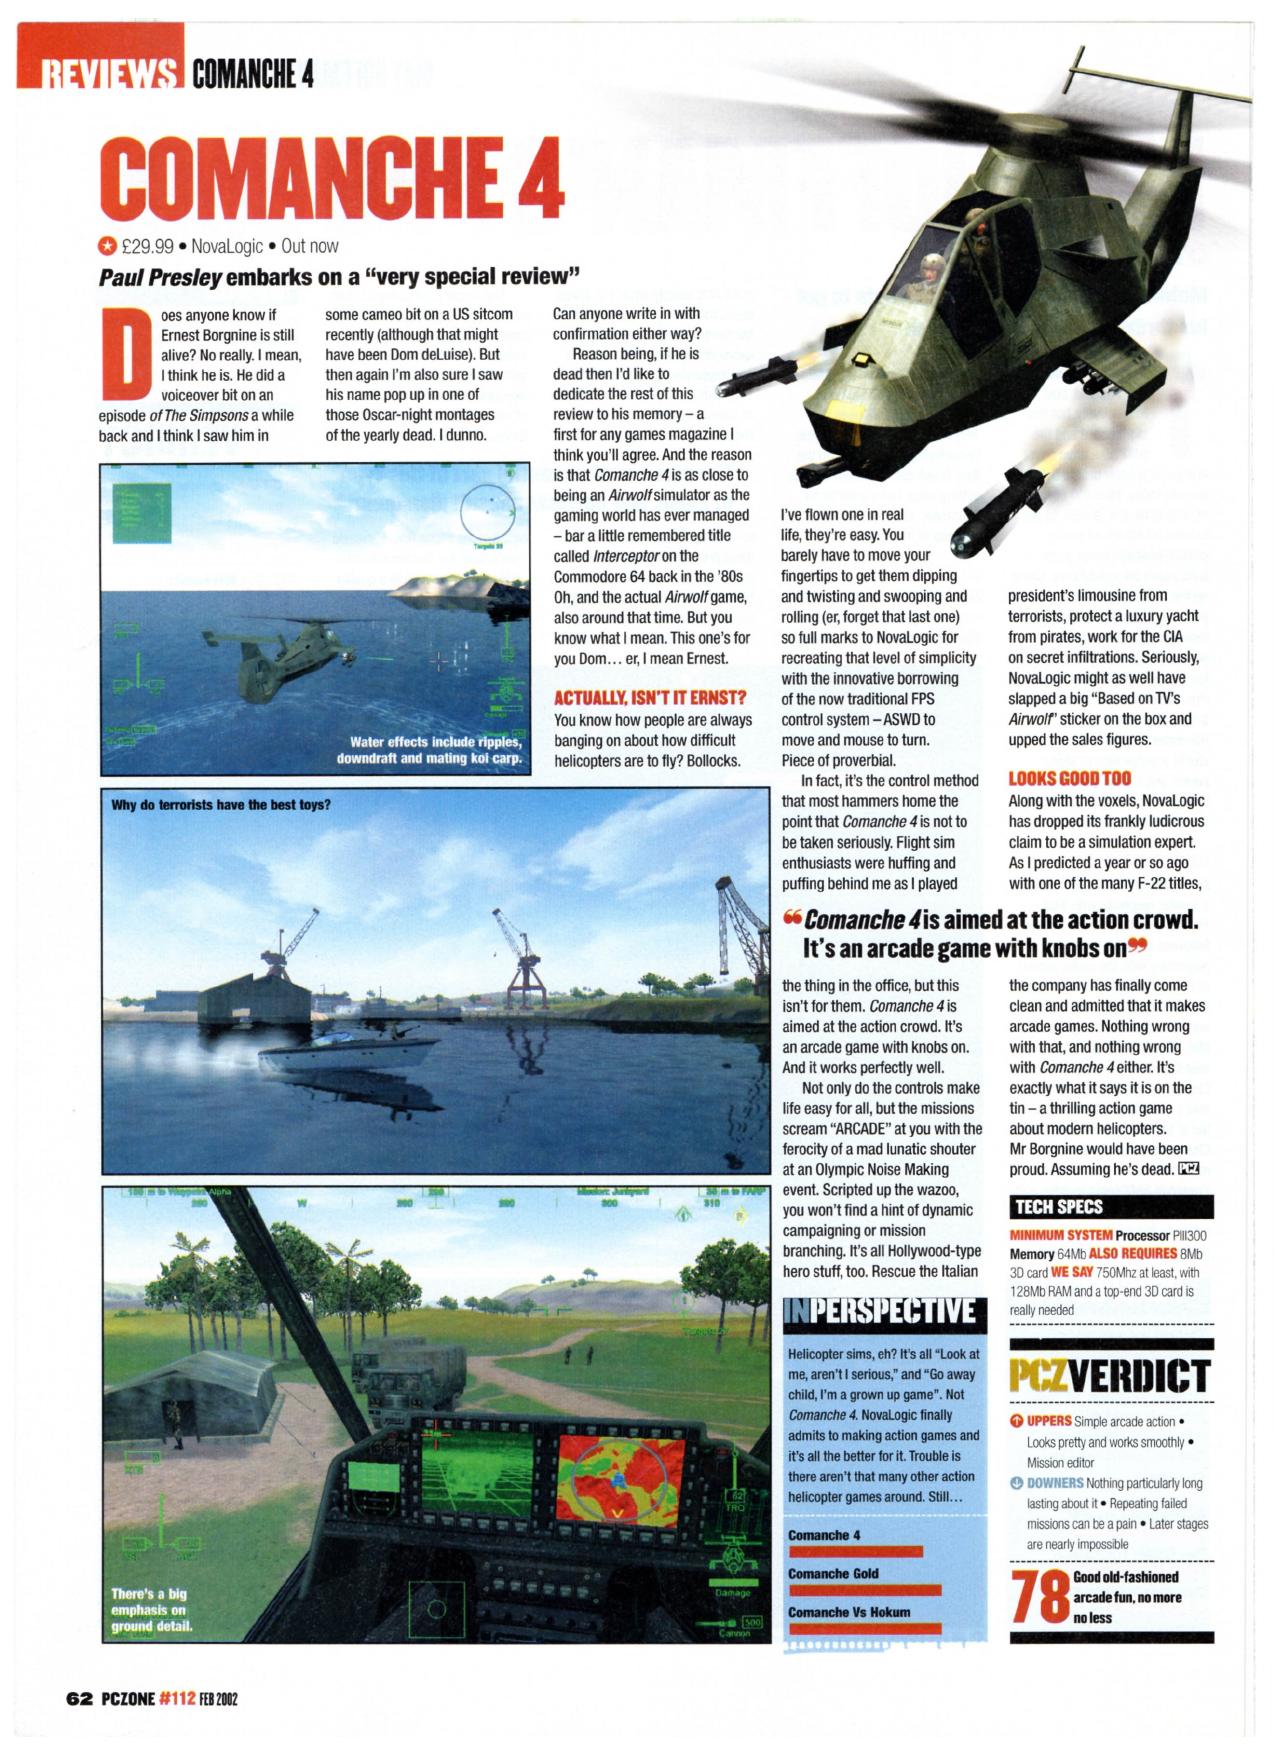 REVIEWS COMANCHE 4
COMANCHE 4
£29.99 • NovaLogic • Out now
Paul Presley embarks on a “very special review”
Does anyone know if
Ernest Borgnine is still
alive? No really. I mean,
I think he is. He did a
voiceover bit on an
episode of The Simpsons a while
back and I think I saw him in
some cameo bit on a US sitcom
recently (although that might
have been Dom deLuise). But
then again I'm also sure I saw
his name pop up in one of
those Oscar-night montages
of the yearly dead. I dunno.
Can anyone write in with
confirmation either way?
Reason being, if he is
dead then I'd like to
dedicate the rest of this
review to his memory – a
first for any games magazine I
think you'll agree. And the reason
is that Comanche 4 is as close to
being an Airwolf simulator as the
gaming world has ever managed
– bar a little remembered title
called Interceptor on the
Commodore 64 back in the '80s
Oh, and the actual Airwolf game,
also around that time. But you
know what I mean. This one's for
you Dom... er, I mean Ernest.
ACTUALLY, ISN'T IT ERNST?
You know how people are always
banging on about how difficult
helicopters are to fly? Bollocks.
I've flown one in real
life, they're easy. You
barely have to move your
fingertips to get them dipping
and twisting and swooping and
rolling (er, forget that last one)
so full marks to NovaLogic for
recreating that level of simplicity
with the innovative borrowing
of the now traditional FPS
control system – ASWD to
move and mouse to turn.
Piece of proverbial.
In fact, it's the control method
that most hammers home the
point that Comanche 4 is not to
be taken seriously. Flight sim
enthusiasts were huffing and
puffing behind me as I played
“Comanche 4 is aimed at the action crowd.
It's an arcade game with knobs on”
the thing in the office, but this
isn't for them. Comanche 4 is
aimed at the action crowd. It's
an arcade game with knobs on.
And it works perfectly well.
Not only do the controls make
life easy for all, but the missions
scream “ARCADE” at you with the
ferocity of a mad lunatic shouter
at an Olympic Noise Making
event. Scripted up the wazoo,
you won't find a hint of dynamic
campaigning or mission
branching. It's all Hollywood-type
hero stuff, too. Rescue the Italian
president's limousine from
terrorists, protect a luxury yacht
from pirates, work for the CIA
on secret infiltrations. Seriously,
NovaLogic might as well have
slapped a big “Based on TV's
Airwolf” sticker on the box and
upped the sales figures.
LOOKS GOOD TOO
Along with the voxels, NovaLogic
has dropped its frankly ludicrous
claim to be a simulation expert.
As I predicted a year or so ago
with one of the many F-22 titles,
the company has finally come
clean and admitted that it makes
arcade games. Nothing wrong
with that, and nothing wrong
with Comanche 4 either. It's
exactly what it says it is on the
tin – a thrilling action game
about modern helicopters.
Mr Borgnine would have been
proud. Assuming he's dead. PCZ
Water effects include ripples,
downdraft and mating koi carp.
Why do terrorists have the best toys?
W
280
290
300
310
Mission: Junkyard
TRQ
Damage
500
Cannon
There's a big
emphasis on
ground detail.
INPERSPECTIVE
Helicopter sims, eh? It's all “Look at
me, aren't I serious,” and “Go away
child, I'm a grown up game”. Not
Comanche 4. NovaLogic finally
admits to making action games and
it's all the better for it. Trouble is
there aren't that many other action
helicopter games around. Still...
Comanche 4
Comanche Gold
Comanche Vs Hokum
TECH SPECS
MINIMUM SYSTEM Processor PIII300
Memory 64Mb ALSO REQUIRES 8Mb
3D card WE SAY 750Mhz at least, with
128Mb RAM and a top-end 3D card is
really needed
PCZVERDICT
UPPERS Simple arcade action •
Looks pretty and works smoothly •
Mission editor
DOWNERS Nothing particularly long
lasting about it • Repeating failed
missions can be a pain • Later stages
are nearly impossible
78 Good old-fashioned
arcade fun, no more
no less
62 PCZONE #112 FEB 2002